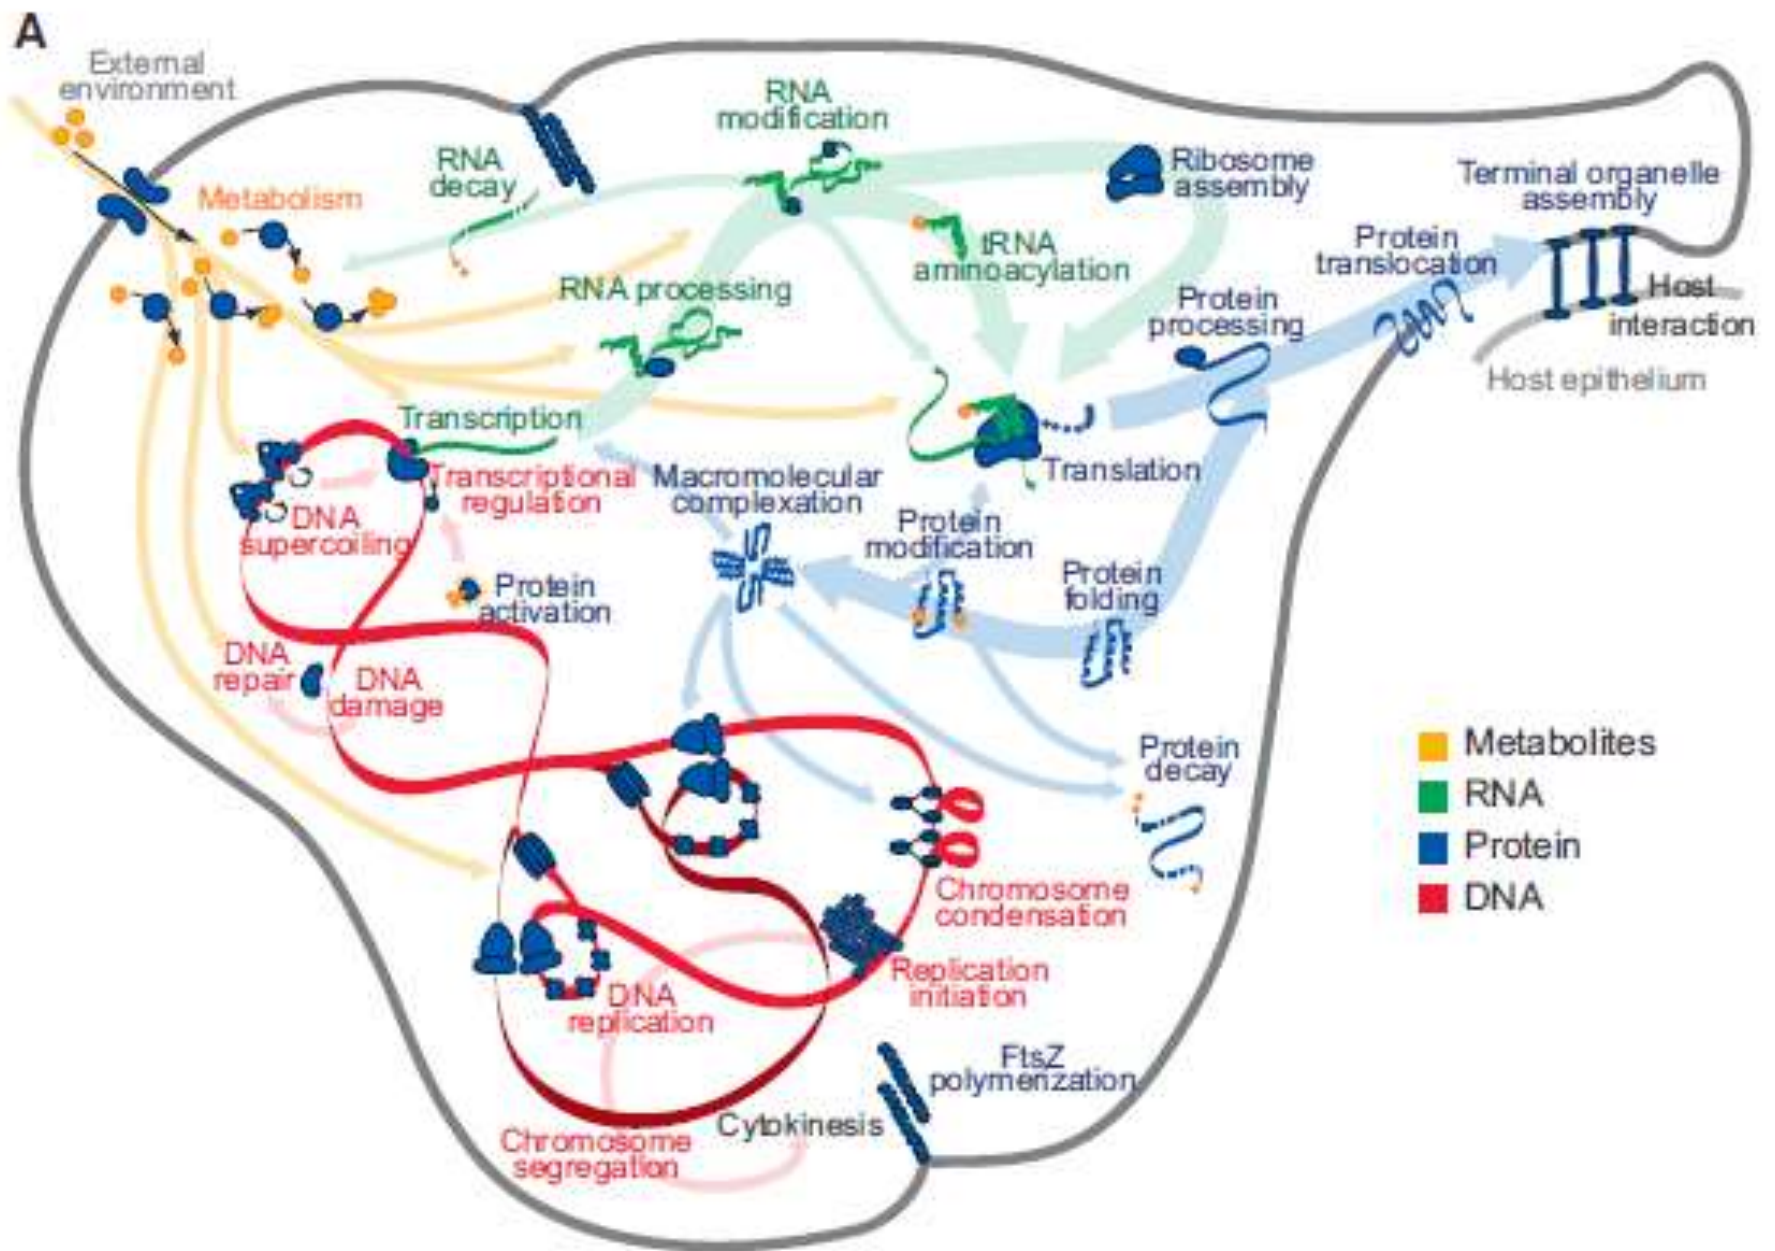 A
External
environment
RNA
modification
RNA
decay
Ribosome
assembly
Terminal organelle
assembly
Metabolism
tRNA
aminoacylation
Protein
translocation
RNA processing
Protein
processing
Host
interaction
Host epithelium
Transcription
Transcriptional
regulation
Macromolecular
complexation
Translation
DNA
supercoiling
Protein
modification
Protein
activation
Protein
folding
DNA
repair
DNA
damage
Protein
decay
Metabolites
RNA
Protein
DNA
Chromosome
condensation
Replication
initiation
DNA
replication
FtsZ
polymerization
Cytokinesis
Chromosome
segregation